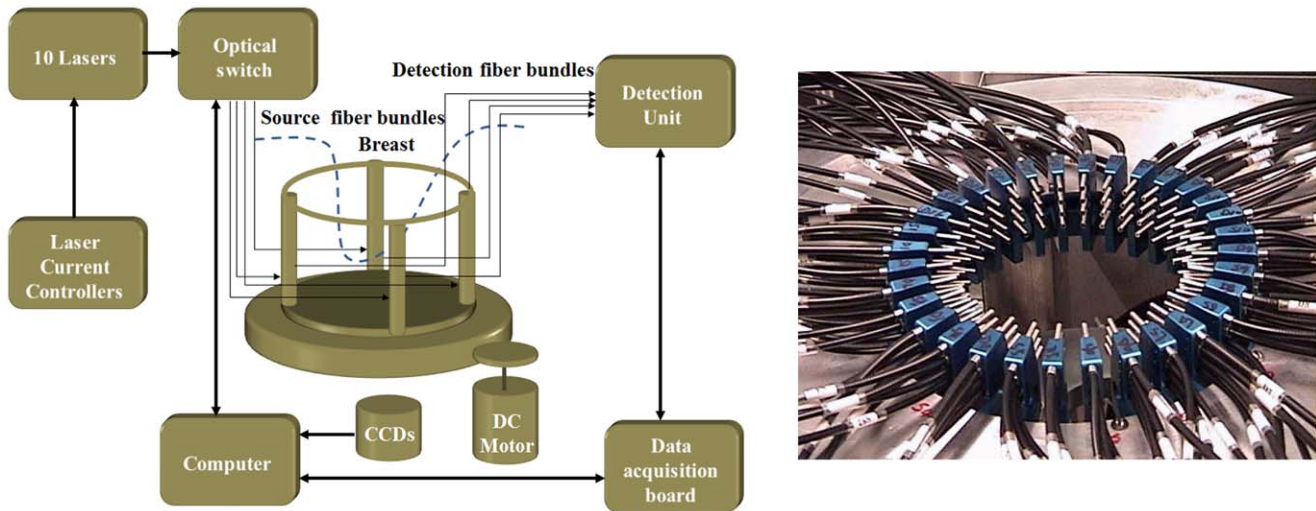 10 Lasers
Optical
switch
Detection fiber bundles
Detection
Unit
Source fiber bundles
Breast
Laser
Current
Controllers
CCDs
DC
Motor
Computer
Data
acquisition
board